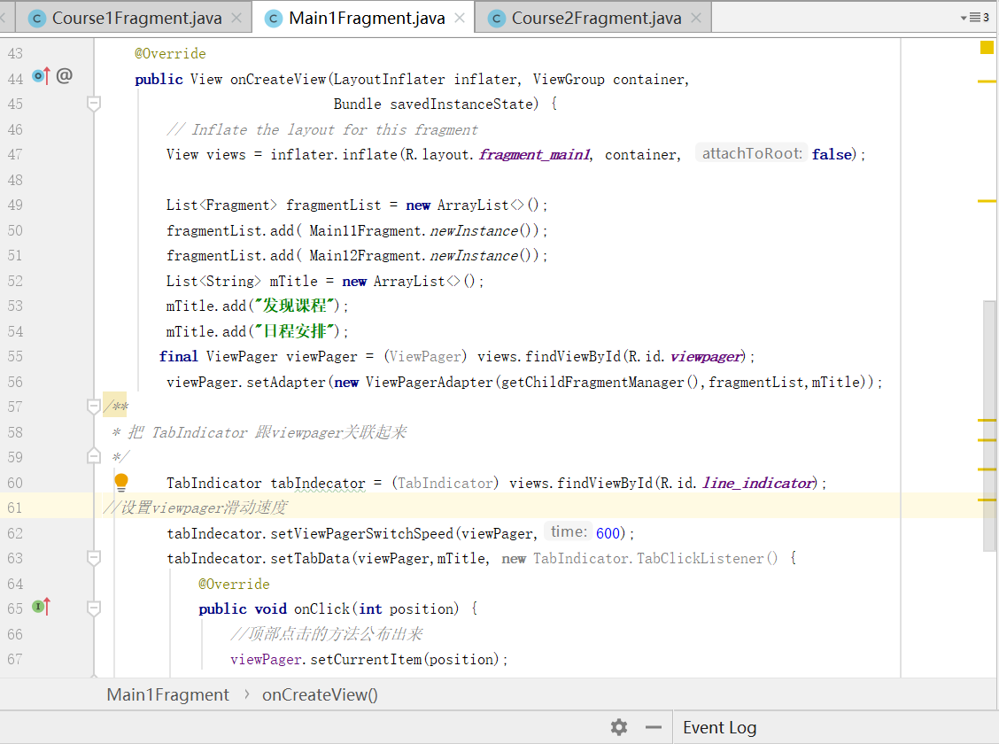 Course1Fragment.java Main1Fragment.java Course2Fragment.java 3
43 @Override
44 @ public View onCreateView(LayoutInflater inflater, ViewGroup container,
45 Bundle savedInstanceState) {
46 // Inflate the layout for this fragment
47 View views = inflater.inflate(R.layout.fragment_main1, container, attachToRoot: false);
48
49 List<Fragment> fragmentList = new ArrayList<>();
50 fragmentList.add( Main11Fragment.newInstance());
51 fragmentList.add( Main12Fragment.newInstance());
52 List<String> mTitle = new ArrayList<>();
53 mTitle.add("发现课程");
54 mTitle.add("日程安排");
55 final ViewPager viewPager = (ViewPager) views.findViewById(R.id.viewpager);
56 viewPager.setAdapter(new ViewPagerAdapter(getChildFragmentManager(),fragmentList,mTitle));
57 /**
58 * 把 TabIndicator 跟viewpager关联起来
59 */
60 TabIndicator tabIndecator = (TabIndicator) views.findViewById(R.id.line_indicator);
61 //设置viewpager滑动速度
62 tabIndecator.setViewPagerSwitchSpeed(viewPager, time: 600);
63 tabIndecator.setTabData(viewPager,mTitle, new TabIndicator.TabClickListener() {
64 @Override
65 public void onClick(int position) {
66 //顶部点击的方法公布出来
67 viewPager.setCurrentItem(position);
Main1Fragment › onCreateView()
Event Log